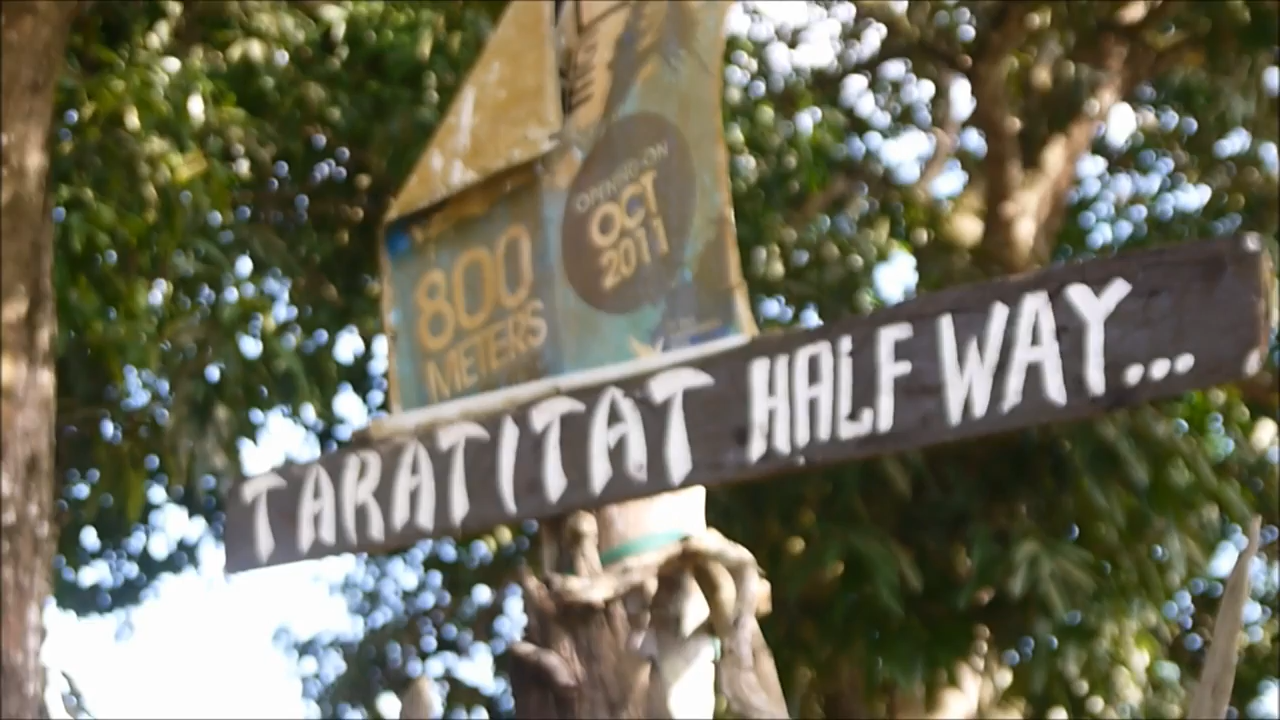 OPENING ON
OCT
2011
800
METERS
TARATITAT HALF WAY...